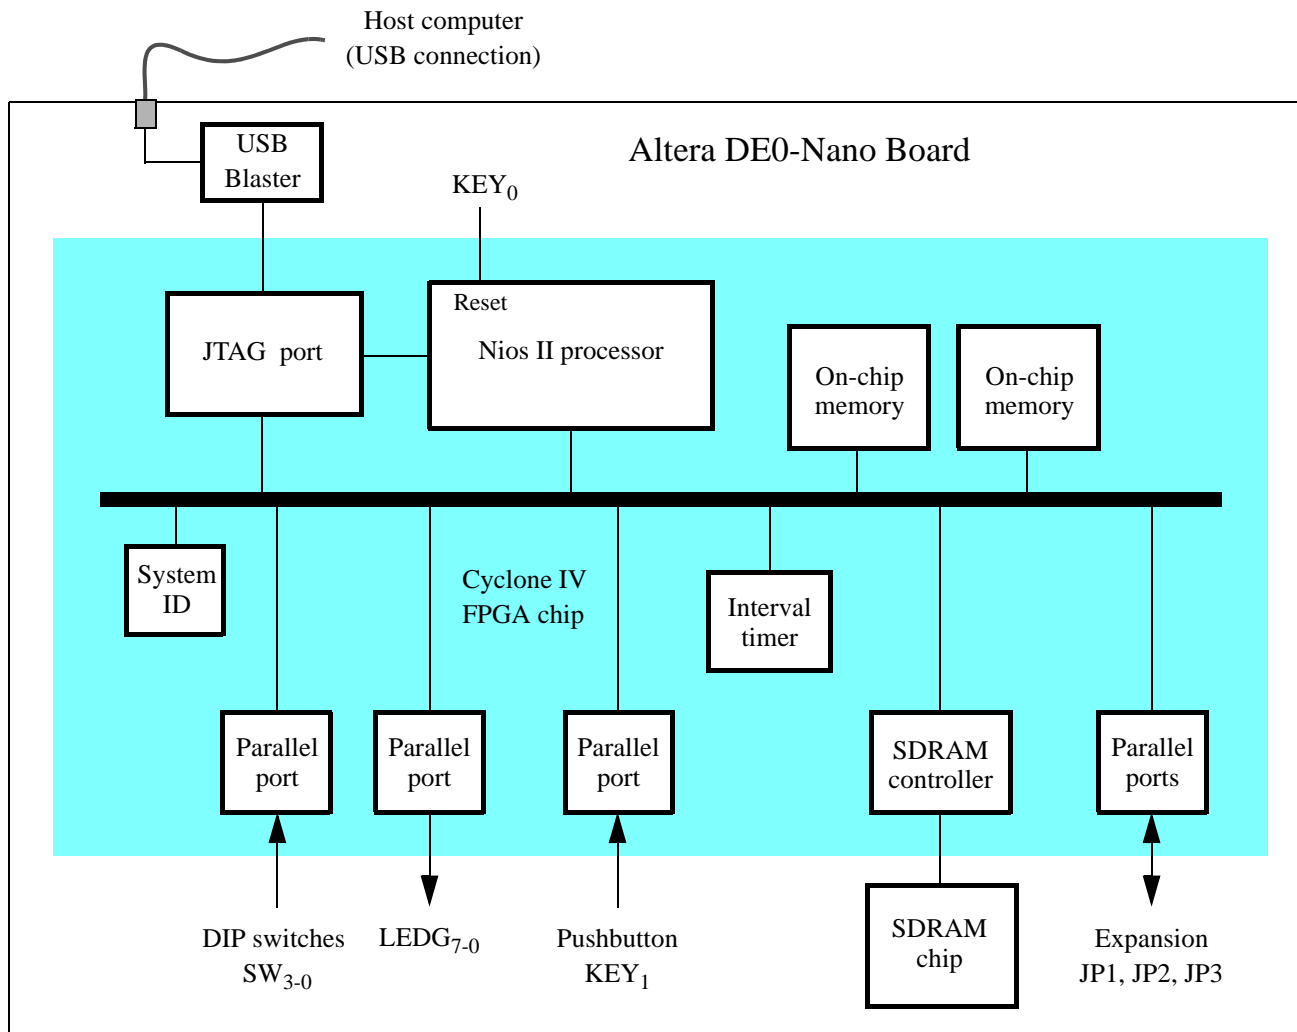 Host computer
(USB connection)
USB
Blaster
Altera DE0-Nano Board
KEY0
Reset
JTAG port
Nios II processor
On-chip
memory
On-chip
memory
System
ID
Cyclone IV
FPGA chip
Interval
timer
Parallel
port
Parallel
port
Parallel
port
SDRAM
controller
Parallel
ports
DIP switches
SW3-0
LEDG7-0
Pushbutton
KEY1
SDRAM
chip
Expansion
JP1, JP2, JP3